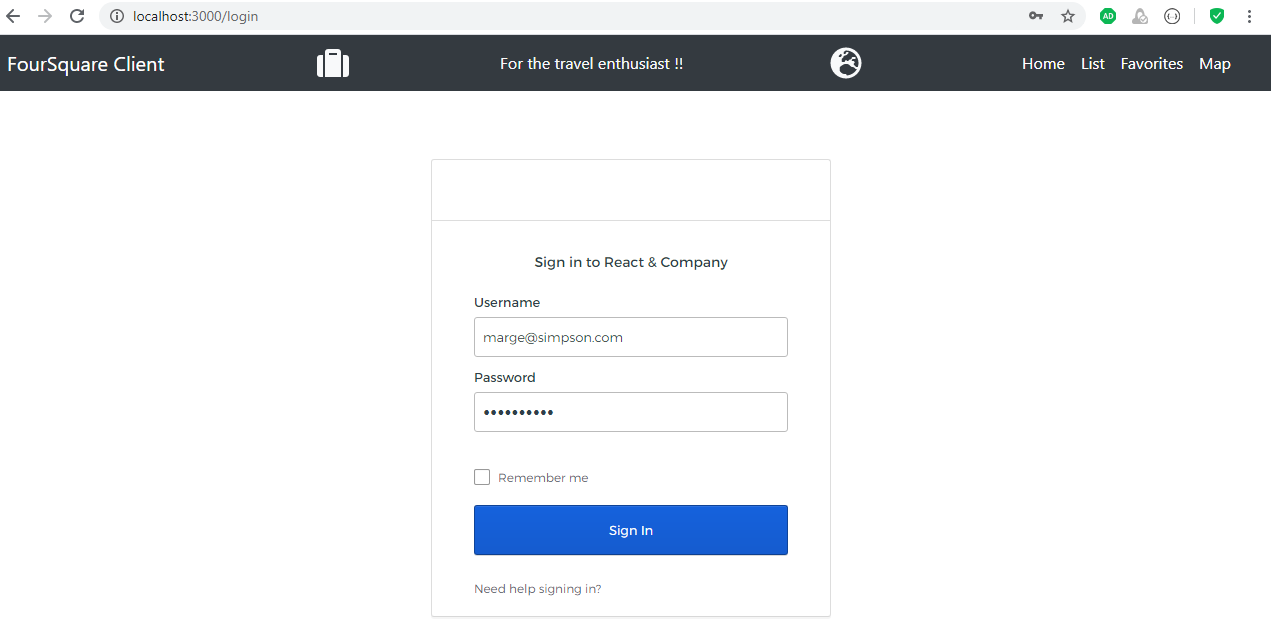 localhost:3000/login
AD
FourSquare Client
For the travel enthusiast !!
Home List Favorites Map
Sign in to React & Company
Username
marge@simpson.com
Password
••••••••••
Remember me
Sign In
Need help signing in?